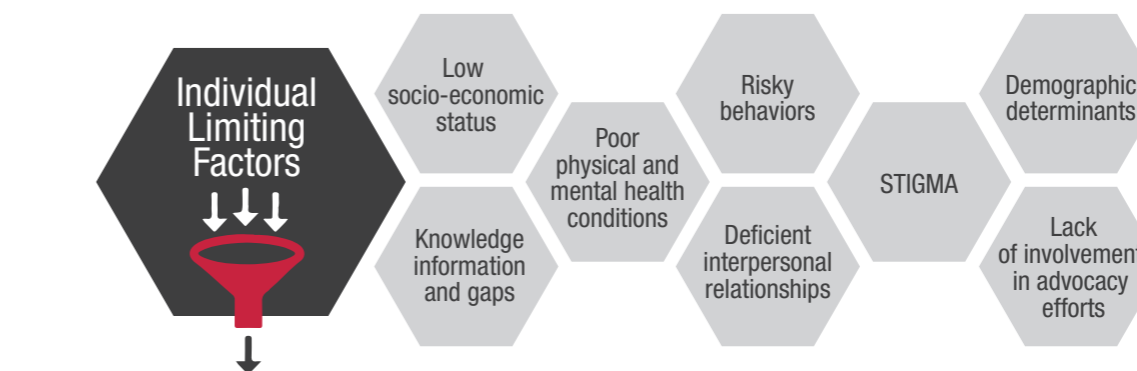 Individual
Limiting
Factors
Low
socio-economic
status
Knowledge
information
and gaps
Poor
physical and
mental health
conditions
Risky
behaviors
Deficient
interpersonal
relationships
STIGMA
Demographic
determinants
Lack
of involvement
in advocacy
efforts